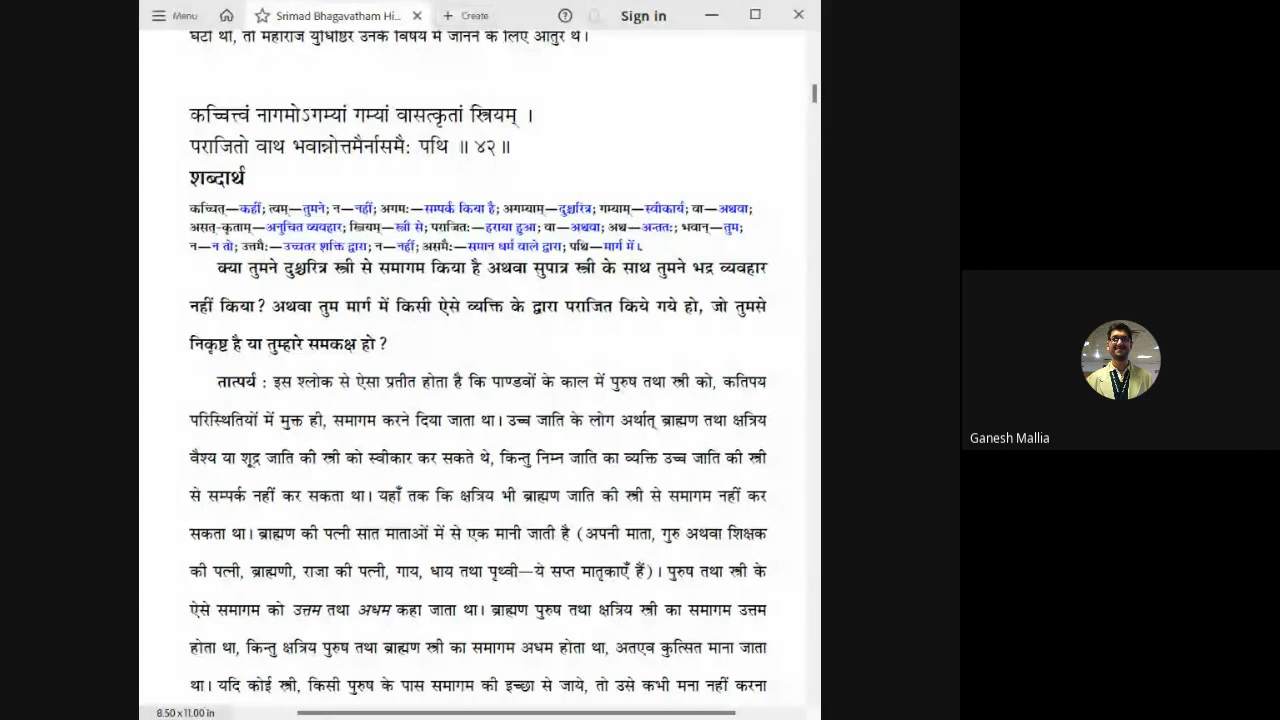 Menu
Srimad Bhagavatham Hi...
Create
Sign in
घटी थी, तो महाराज युधिष्ठिर उनके विषय में जानने के लिए आतुर थे।
कच्चित्त्वं नागमोऽगम्यां गम्यां वासत्कृतां स्त्रियम् ।
पराजितो वाथ भवान्नोत्तमैर्नासमैः पथि ॥ ४२॥
शब्दार्थ
कच्चित्—कहीं; त्वम्—तुमने; न—नहीं; अगमः—सम्पर्क किया है; अगम्याम्—दुश्चरित्र; गम्याम्—स्वीकार्य; वा—अथवा;
असत्-कृताम्—अनुचित व्यवहार; स्त्रियम्—स्त्री से; पराजितः—हराया हुआ; वा—अथवा; अथ—अन्ततः; भवान्—तुम;
न—न तो; उत्तमैः—उच्चतर शक्ति द्वारा; न—नहीं; असमैः—समान धर्म वाले द्वारा; पथि—मार्ग में।
क्या तुमने दुश्चरित्र स्त्री से समागम किया है अथवा सुपात्र स्त्री के साथ तुमने भद्र व्यवहार
नहीं किया? अथवा तुम मार्ग में किसी ऐसे व्यक्ति के द्वारा पराजित किये गये हो, जो तुमसे
निकृष्ट है या तुम्हारे समकक्ष हो?
तात्पर्य : इस श्लोक से ऐसा प्रतीत होता है कि पाण्डवों के काल में पुरुष तथा स्त्री को, कतिपय
परिस्थितियों में मुक्त ही, समागम करने दिया जाता था। उच्च जाति के लोग अर्थात् ब्राह्मण तथा क्षत्रिय
वैश्य या शूद्र जाति की स्त्री को स्वीकार कर सकते थे, किन्तु निम्न जाति का व्यक्ति उच्च जाति की स्त्री
से सम्पर्क नहीं कर सकता था। यहाँ तक कि क्षत्रिय भी ब्राह्मण जाति की स्त्री से समागम नहीं कर
सकता था। ब्राह्मण की पत्नी सात माताओं में से एक मानी जाती है (अपनी माता, गुरु अथवा शिक्षक
की पत्नी, ब्राह्मणी, राजा की पत्नी, गाय, धाय तथा पृथ्वी—ये सप्त मातृकाएँ हैं)। पुरुष तथा स्त्री के
ऐसे समागम को उत्तम तथा अधम कहा जाता था। ब्राह्मण पुरुष तथा क्षत्रिय स्त्री का समागम उत्तम
होता था, किन्तु क्षत्रिय पुरुष तथा ब्राह्मण स्त्री का समागम अधम होता था, अतएव कुत्सित माना जाता
था। यदि कोई स्त्री, किसी पुरुष के पास समागम की इच्छा से जाये, तो उसे कभी मना नहीं करना
8.50 x 11.00 in
Ganesh Mallia